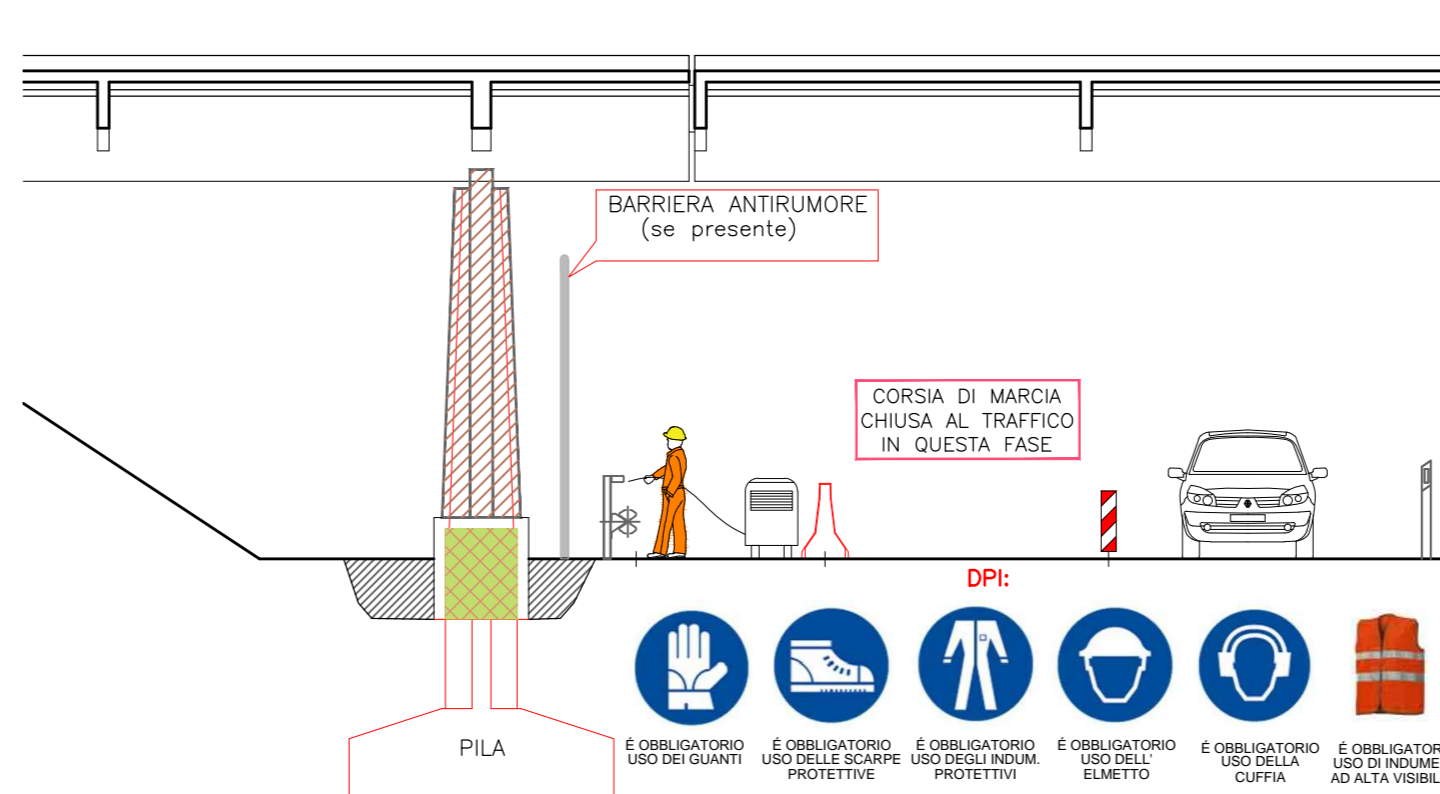 BARRIERA ANTIRUMORE
(se presente)
CORSIA DI MARCIA
CHIUSA AL TRAFFICO
IN QUESTA FASE
DPI:
PILA
É OBBLIGATORIO
USO DEI GUANTI
É OBBLIGATORIO
USO DELLE SCARPE
PROTETTIVE
É OBBLIGATORIO
USO DEGLI INDUM.
PROTETTIVI
É OBBLIGATORIO
USO DELL'
ELMETTO
É OBBLIGATORIO
USO DELLA
CUFFIA
É OBBLIGATOR
USO DI INDUME
AD ALTA VISIBIL